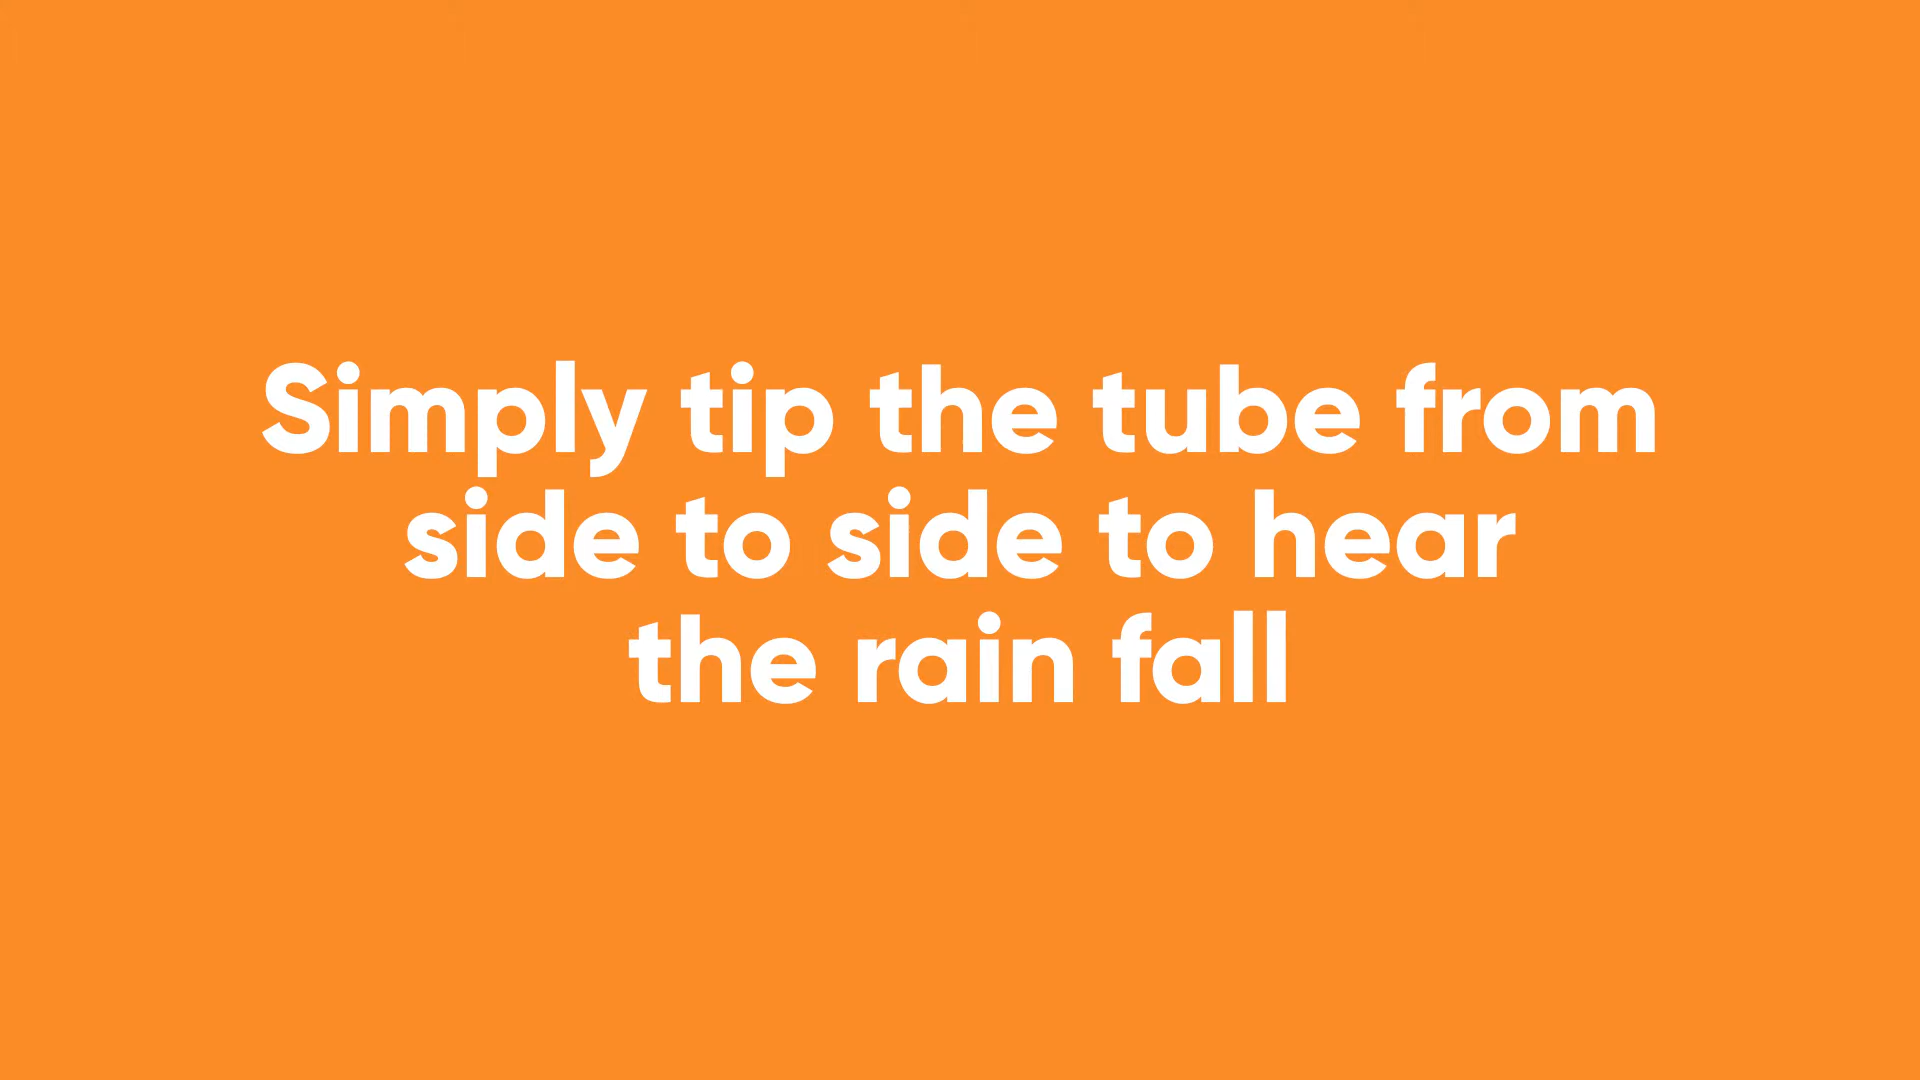 Simply tip the tube from
side to side to hear
the rain fall